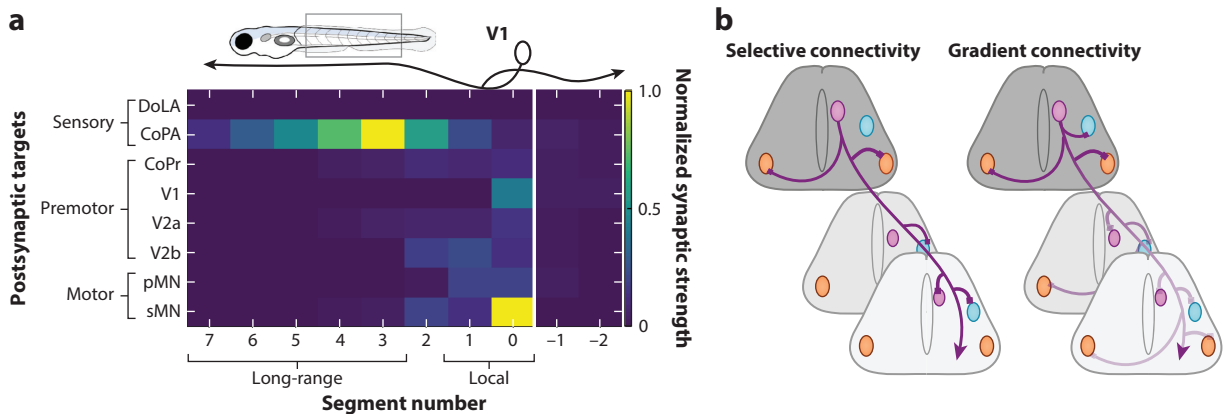 a
V1
Postsynaptic targets
Sensory
Premotor
Motor
DoLA
CoPA
CoPr
V1
V2a
V2b
pMN
sMN
7 6 5 4 3 2 1 0 –1 –2
Long-range
Local
Segment number
1.0
0.5
0
Normalized synaptic strength
b
Selective connectivity
Gradient connectivity